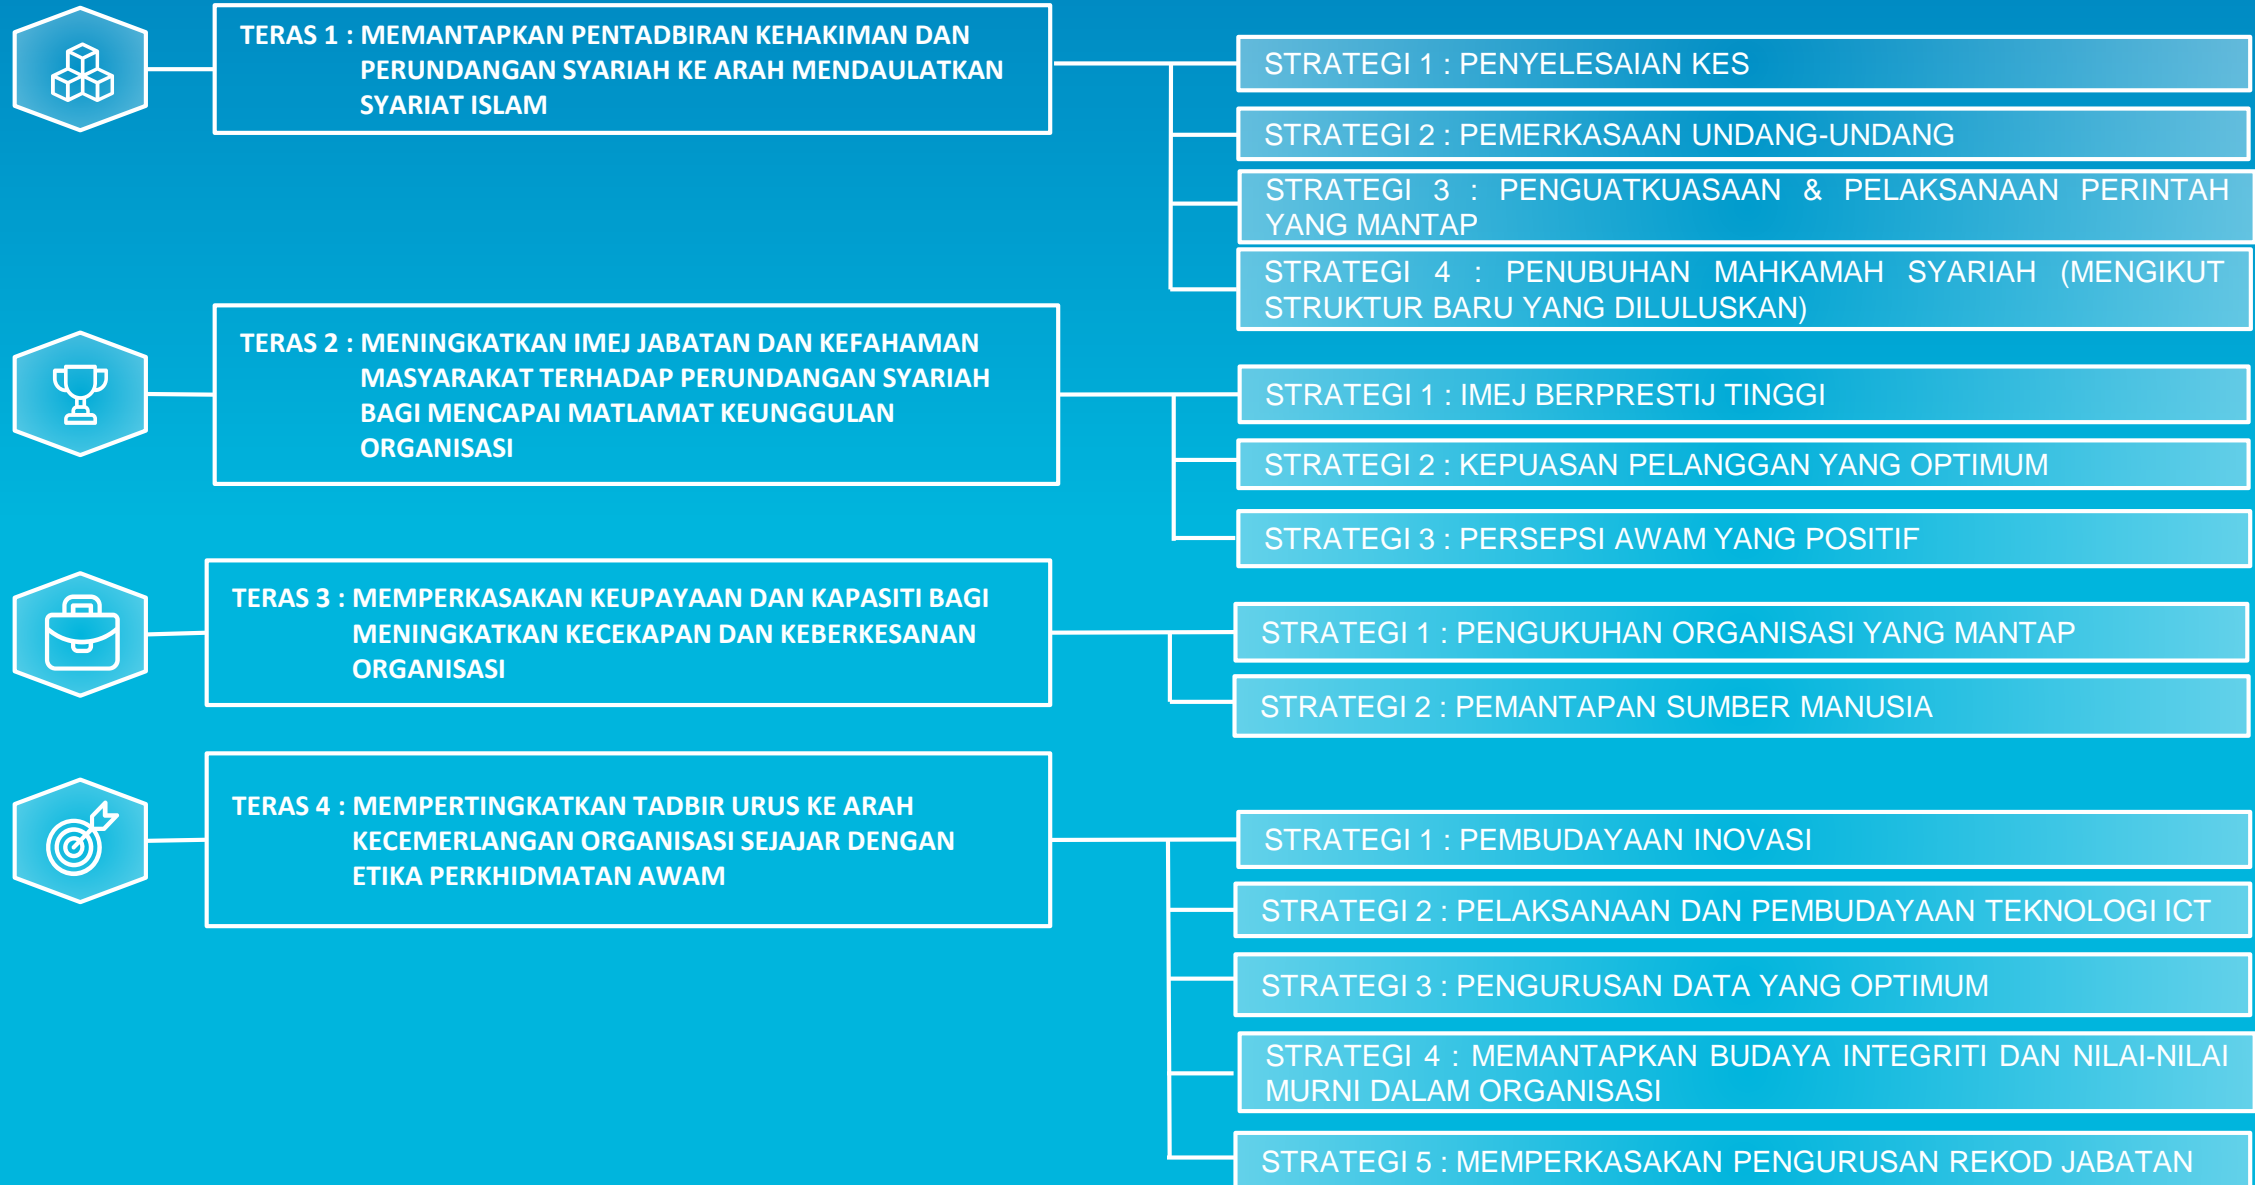 TERAS 1 : MEMANTAPKAN PENTADBIRAN KEHAKIMAN DAN
PERUNDANGAN SYARIAH KE ARAH MENDAULATKAN
SYARIAT ISLAM
STRATEGI 1 : PENYELESAIAN KES
STRATEGI 2 : PEMERKASAAN UNDANG-UNDANG
STRATEGI 3 : PENGUATKUASAAN & PELAKSANAAN PERINTAH
YANG MANTAP
STRATEGI 4 : PENUBUHAN MAHKAMAH SYARIAH (MENGIKUT
STRUKTUR BARU YANG DILULUSKAN)
TERAS 2 : MENINGKATKAN IMEJ JABATAN DAN KEFAHAMAN
MASYARAKAT TERHADAP PERUNDANGAN SYARIAH
BAGI MENCAPAI MATLAMAT KEUNGGULAN
ORGANISASI
STRATEGI 1 : IMEJ BERPRESTIJ TINGGI
STRATEGI 2 : KEPUASAN PELANGGAN YANG OPTIMUM
STRATEGI 3 : PERSEPSI AWAM YANG POSITIF
TERAS 3 : MEMPERKASAKAN KEUPAYAAN DAN KAPASITI BAGI
MENINGKATKAN KECEKAPAN DAN KEBERKESANAN
ORGANISASI
STRATEGI 1 : PENGUKUHAN ORGANISASI YANG MANTAP
STRATEGI 2 : PEMANTAPAN SUMBER MANUSIA
TERAS 4 : MEMPERTINGKATKAN TADBIR URUS KE ARAH
KECEMERLANGAN ORGANISASI SEJAJAR DENGAN
ETIKA PERKHIDMATAN AWAM
STRATEGI 1 : PEMBUDAYAAN INOVASI
STRATEGI 2 : PELAKSANAAN DAN PEMBUDAYAAN TEKNOLOGI ICT
STRATEGI 3 : PENGURUSAN DATA YANG OPTIMUM
STRATEGI 4 : MEMANTAPKAN BUDAYA INTEGRITI DAN NILAI-NILAI
MURNI DALAM ORGANISASI
STRATEGI 5 : MEMPERKASAKAN PENGURUSAN REKOD JABATAN